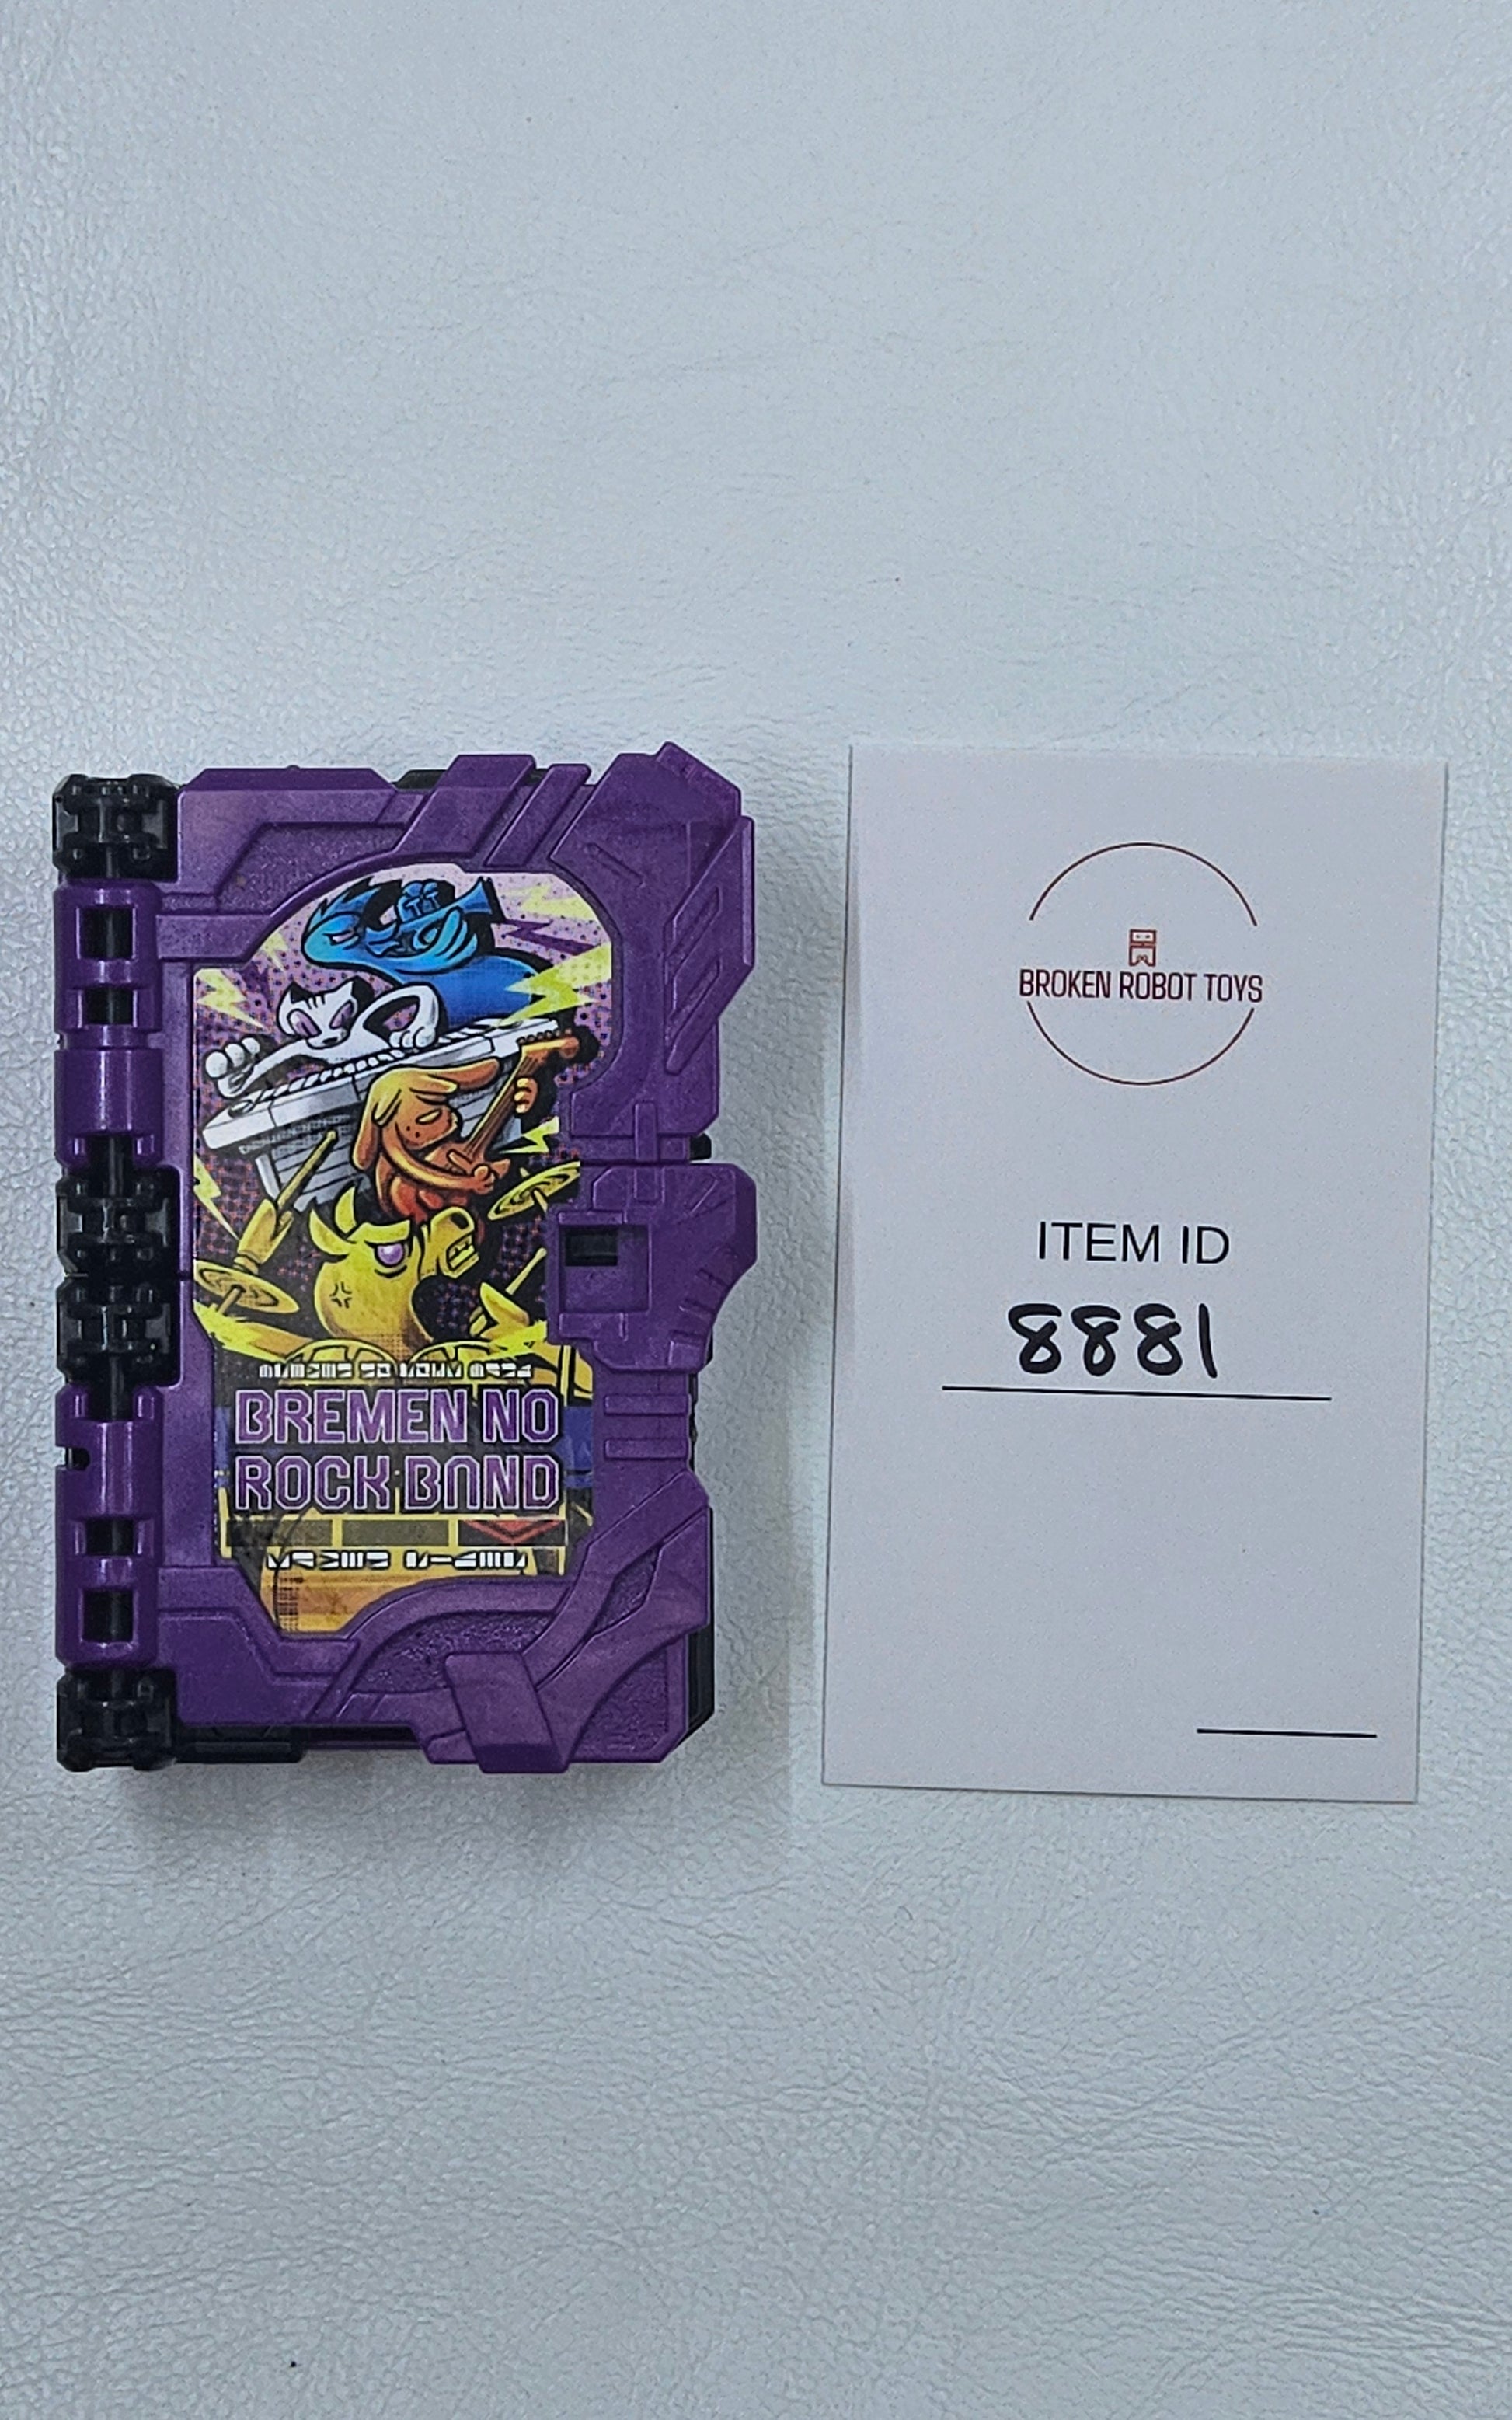 BREMEN NO
ROCK BAND
BROKEN ROBOT TOYS
ITEM ID
8881